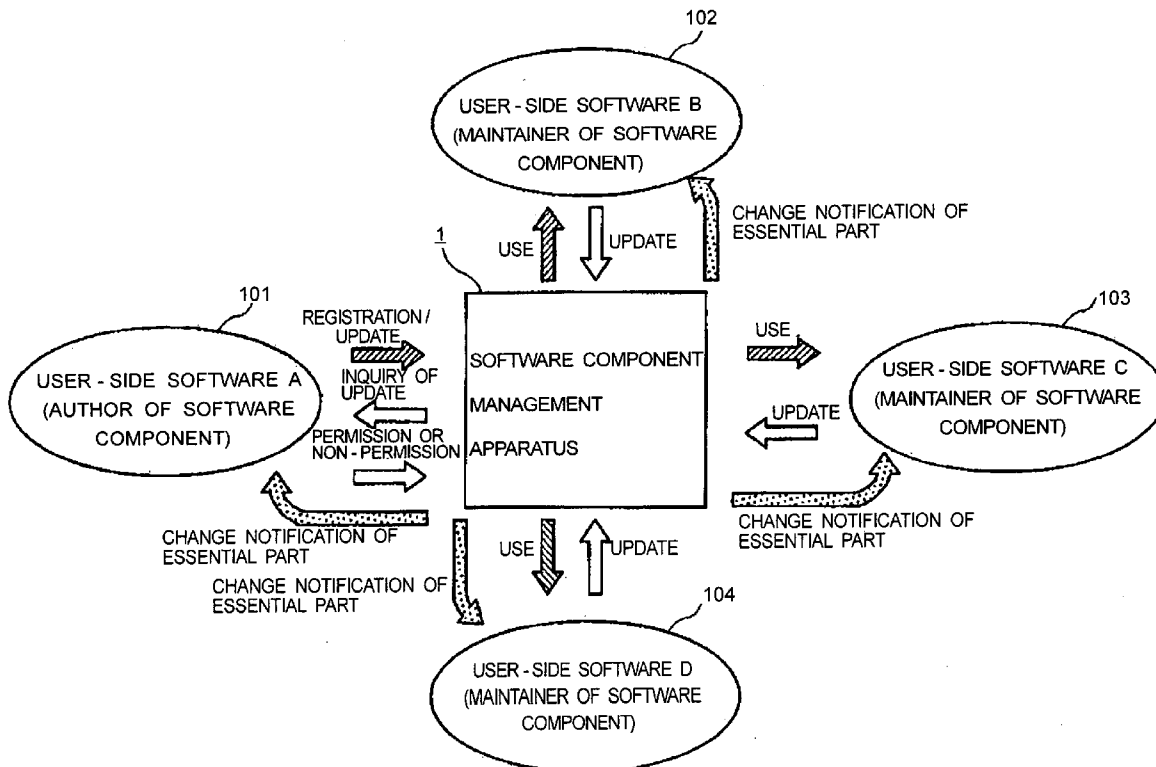 102
USER - SIDE SOFTWARE B
(MAINTAINER OF SOFTWARE
COMPONENT)
CHANGE NOTIFICATION OF
ESSENTIAL PART
1
USE
UPDATE
101
REGISTRATION /
UPDATE
INQUIRY OF
UPDATE
PERMISSION OR
NON - PERMISSION
USER - SIDE SOFTWARE A
(AUTHOR OF SOFTWARE
COMPONENT)
SOFTWARE COMPONENT
MANAGEMENT
APPARATUS
USE
UPDATE
103
USER - SIDE SOFTWARE C
(MAINTAINER OF SOFTWARE
COMPONENT)
CHANGE NOTIFICATION OF
ESSENTIAL PART
CHANGE NOTIFICATION OF
ESSENTIAL PART
CHANGE NOTIFICATION OF
ESSENTIAL PART
USE
UPDATE
104
USER - SIDE SOFTWARE D
(MAINTAINER OF SOFTWARE
COMPONENT)